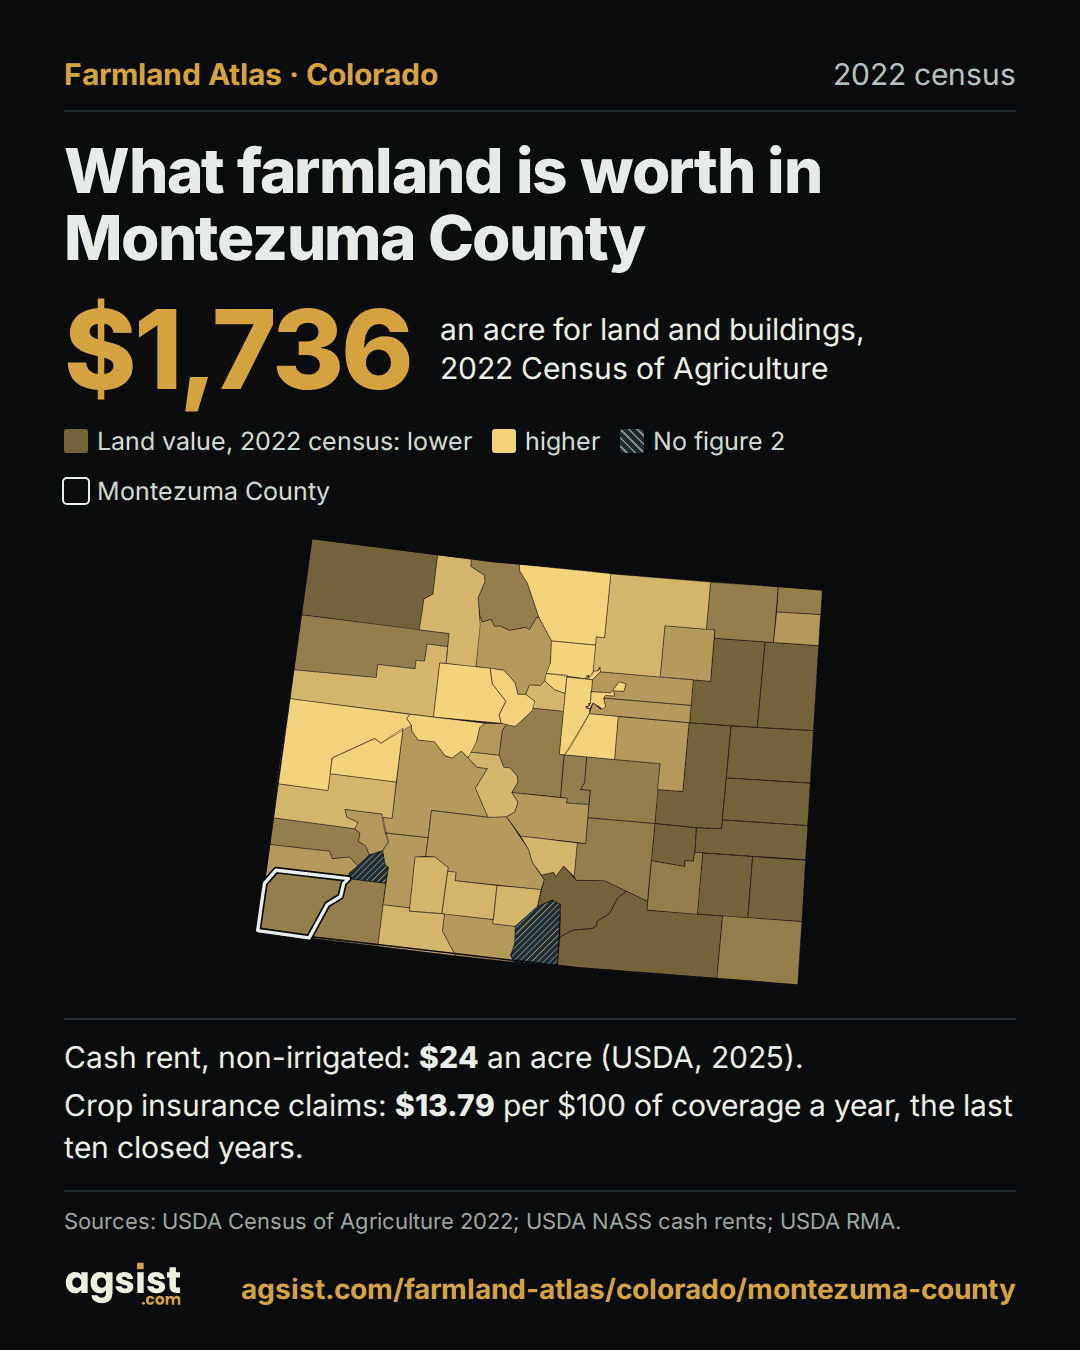 Farmland Atlas · Colorado
2022 census
What farmland is worth in
Montezuma County
$1,736
an acre for land and buildings,
2022 Census of Agriculture
Land value, 2022 census: lower
higher
No figure 2
Montezuma County
Cash rent, non-irrigated: $24 an acre (USDA, 2025).
Crop insurance claims: $13.79 per $100 of coverage a year, the last
ten closed years.
Sources: USDA Census of Agriculture 2022; USDA NASS cash rents; USDA RMA.
agsist
.com
agsist.com/farmland-atlas/colorado/montezuma-county